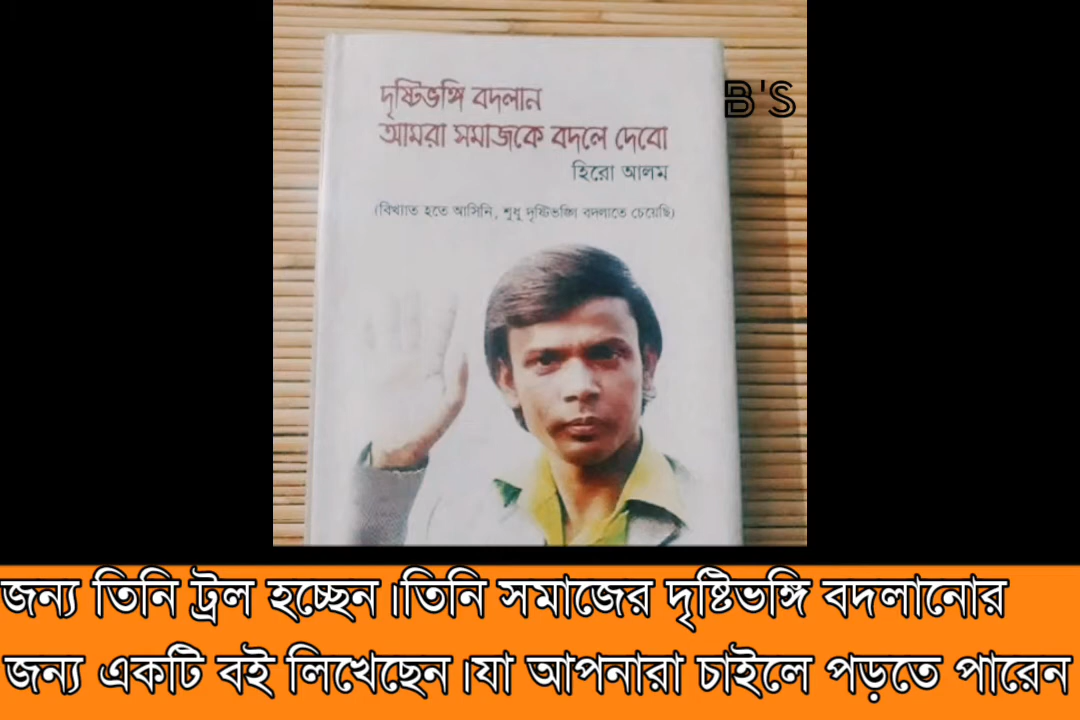 দৃষ্টিভঙ্গি বদলান
আমরা সমাজকে বদলে দেবো
হিরো আলম
(বিখ্যাত হতে আসিনি, শুধু দৃষ্টিভঙ্গি বদলাতে চেয়েছি)
B'S
জন্য তিনি ট্রল হচ্ছেন।তিনি সমাজের দৃষ্টিভঙ্গি বদলানোর
জন্য একটি বই লিখেছেন।যা আপনারা চাইলে পড়তে পারেন